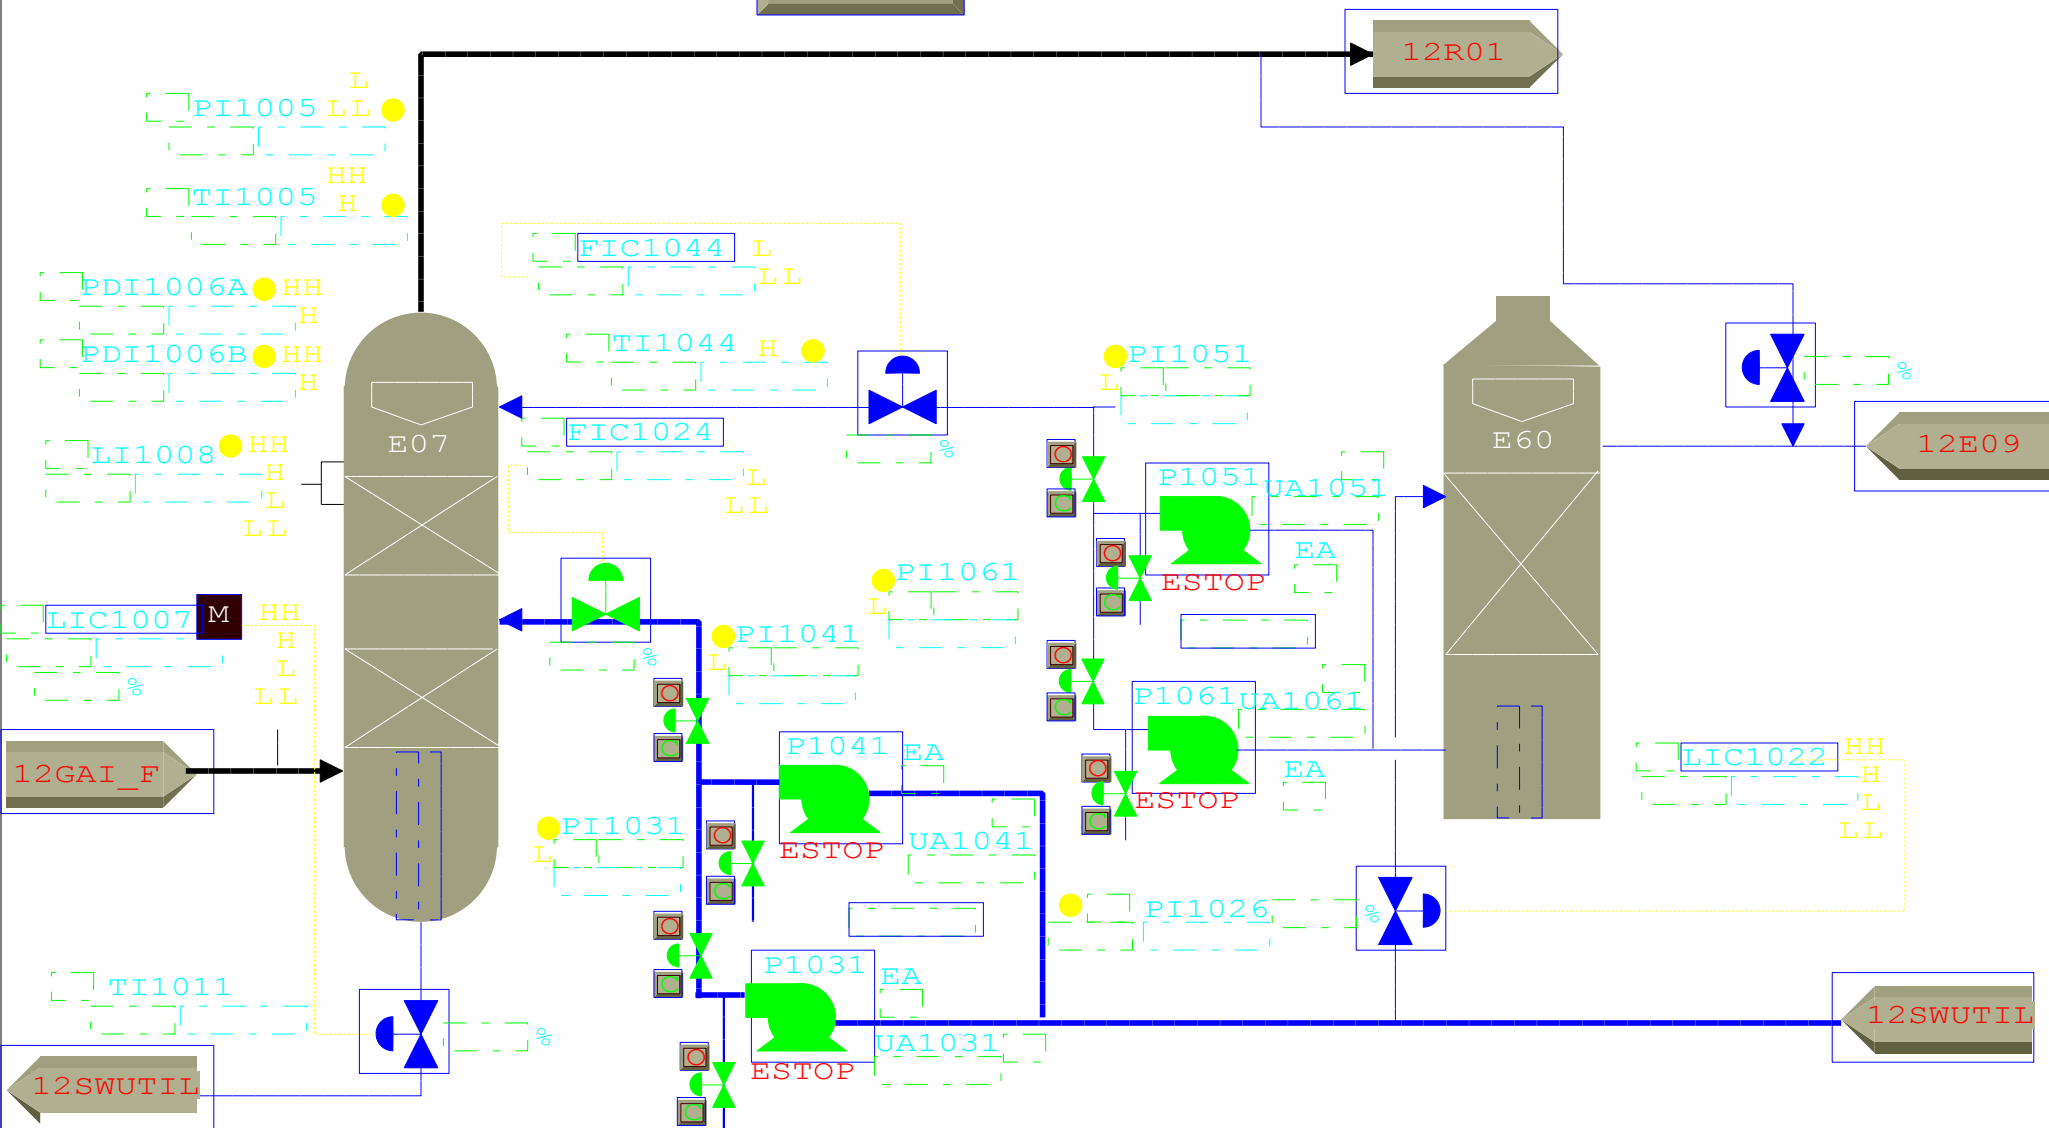 12R01
L
PI1005 LL
HH
TI1005 H
FIC1044 L
LL
PDI1006A HH
H
PDI1006B HH
H
TI1044 H
PI1051
L
%
12E09
E07
E60
FIC1024
%
LI1008 HH
H
L
LL
L
LL
P1051
UA1051
EA
ESTOP
PI1061
L
LIC1007 M HH
H
L
LL
%
%
PI1041
L
P1061
UA1061
EA
ESTOP
12GAI_F
P1041
EA
LIC1022 HH
H
L
LL
PI1031
L
ESTOP
UA1041
PI1026
%
P1031
EA
TI1011
%
UA1031
ESTOP
12SWUTIL
12SWUTIL